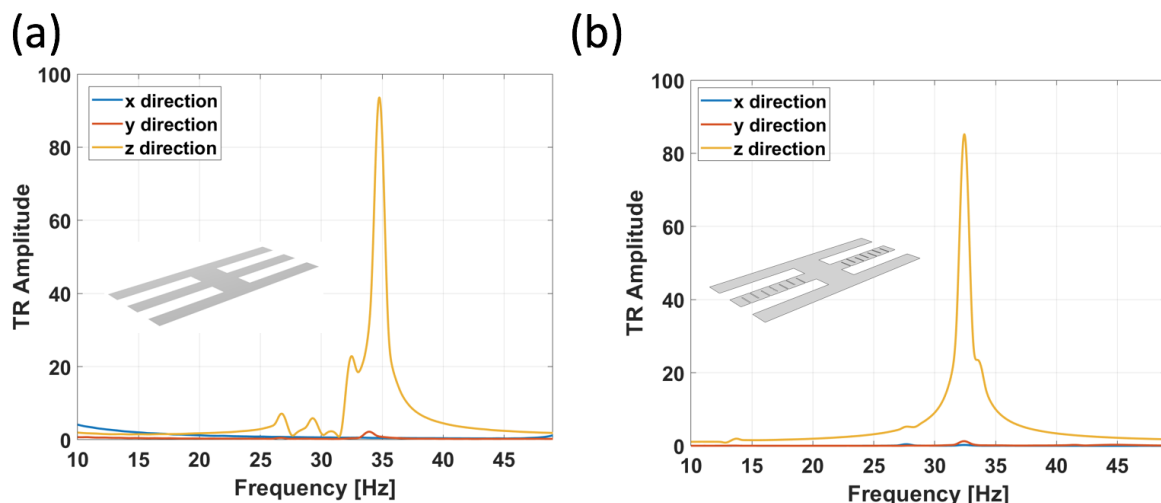 (a)
(b)
100
80
60
40
20
0
TR Amplitude
x direction
y direction
z direction
10
15
20
25
30
35
40
45
Frequency [Hz]
100
80
60
40
20
0
TR Amplitude
x direction
y direction
z direction
10
15
20
25
30
35
40
45
Frequency [Hz]